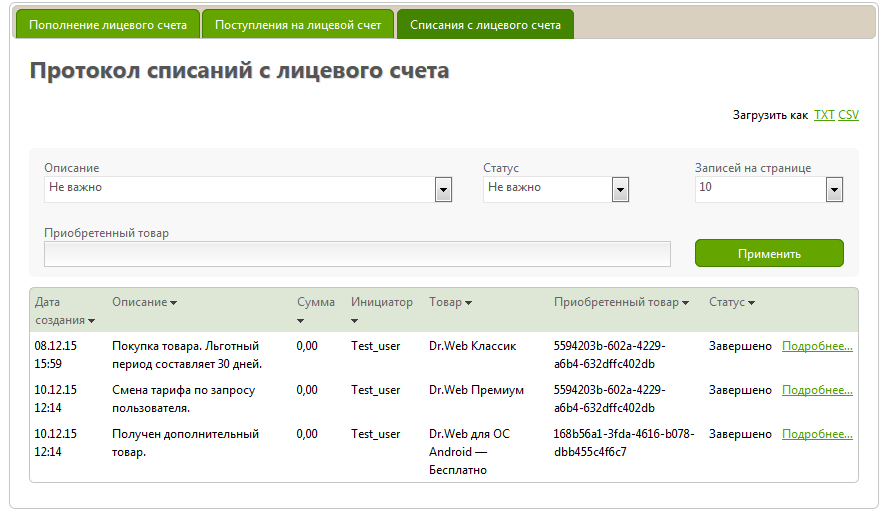 Пополнение лицевого счета Поступления на лицевой счет Списания с лицевого счета
Протокол списаний с лицевого счета
Загрузить как TXT CSV
Описание Статус Записей на странице
Не важно Не важно 10
Приобретенный товар
Применить
Дата Описание Сумма Инициатор Товар Приобретенный товар Статус
создания
08.12.15 Покупка товара. Льготный 0,00 Test_user Dr.Web Классик 5594203b-602a-4229- Завершено Подробнее...
15:59 период составляет 30 дней. a6b4-632dffc402db
10.12.15 Смена тарифа по запросу 0,00 Test_user Dr.Web Премиум 5594203b-602a-4229- Завершено Подробнее...
12:14 пользователя. a6b4-632dffc402db
10.12.15 Получен дополнительный 0,00 Test_user Dr.Web для ОС 168b56a1-3fda-4616-b078- Завершено Подробнее...
12:14 товар. Android — dbb455c4f6c7
Бесплатно